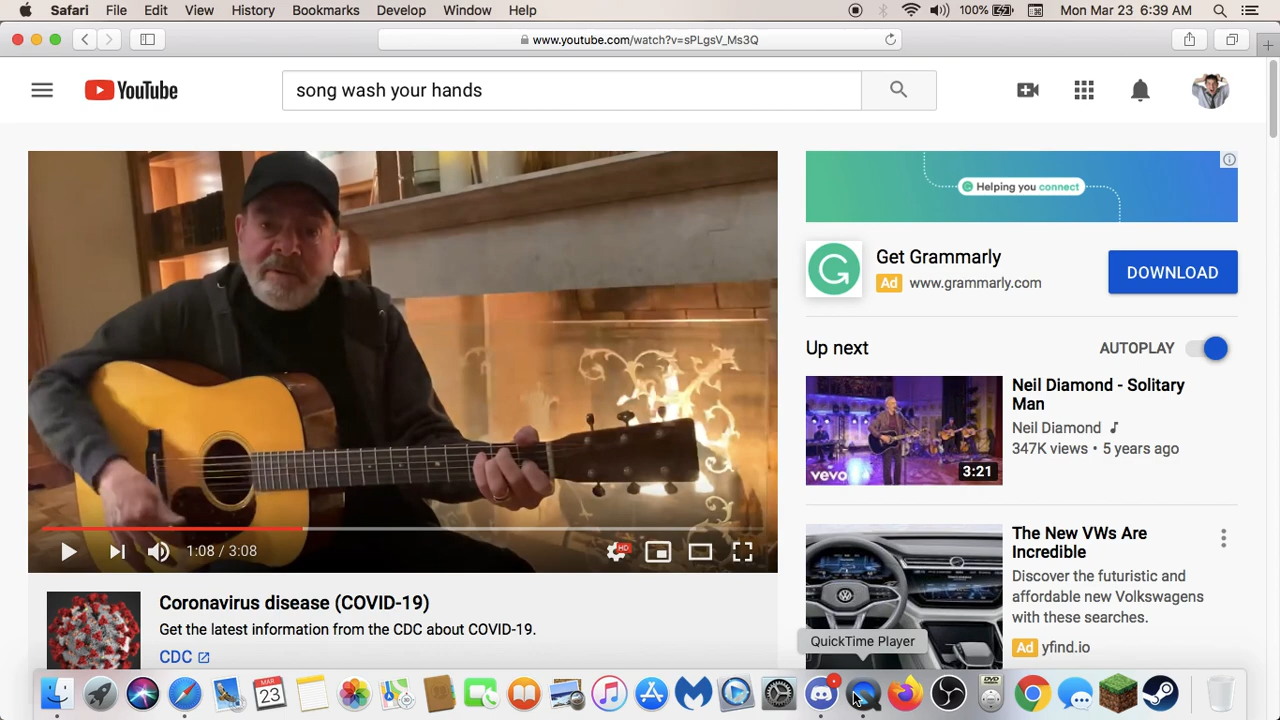 Safari File Edit View History Bookmarks Develop Window Help 100% Mon Mar 23 6:39 AM
www.youtube.com/watch?v=sPLgsV_Ms3Q
YouTube
song wash your hands
Helping you connect
Get Grammarly
Ad www.grammarly.com
DOWNLOAD
Up next
AUTOPLAY
Neil Diamond - Solitary
Man
Neil Diamond
347K views • 5 years ago
vevo
3:21
The New VWs Are
Incredible
Discover the futuristic and
affordable new Volkswagens
with these searches.
Ad yfind.io
1:08 / 3:08
HD
Coronavirus disease (COVID-19)
Get the latest information from the CDC about COVID-19.
CDC
QuickTime Player
MAR
23